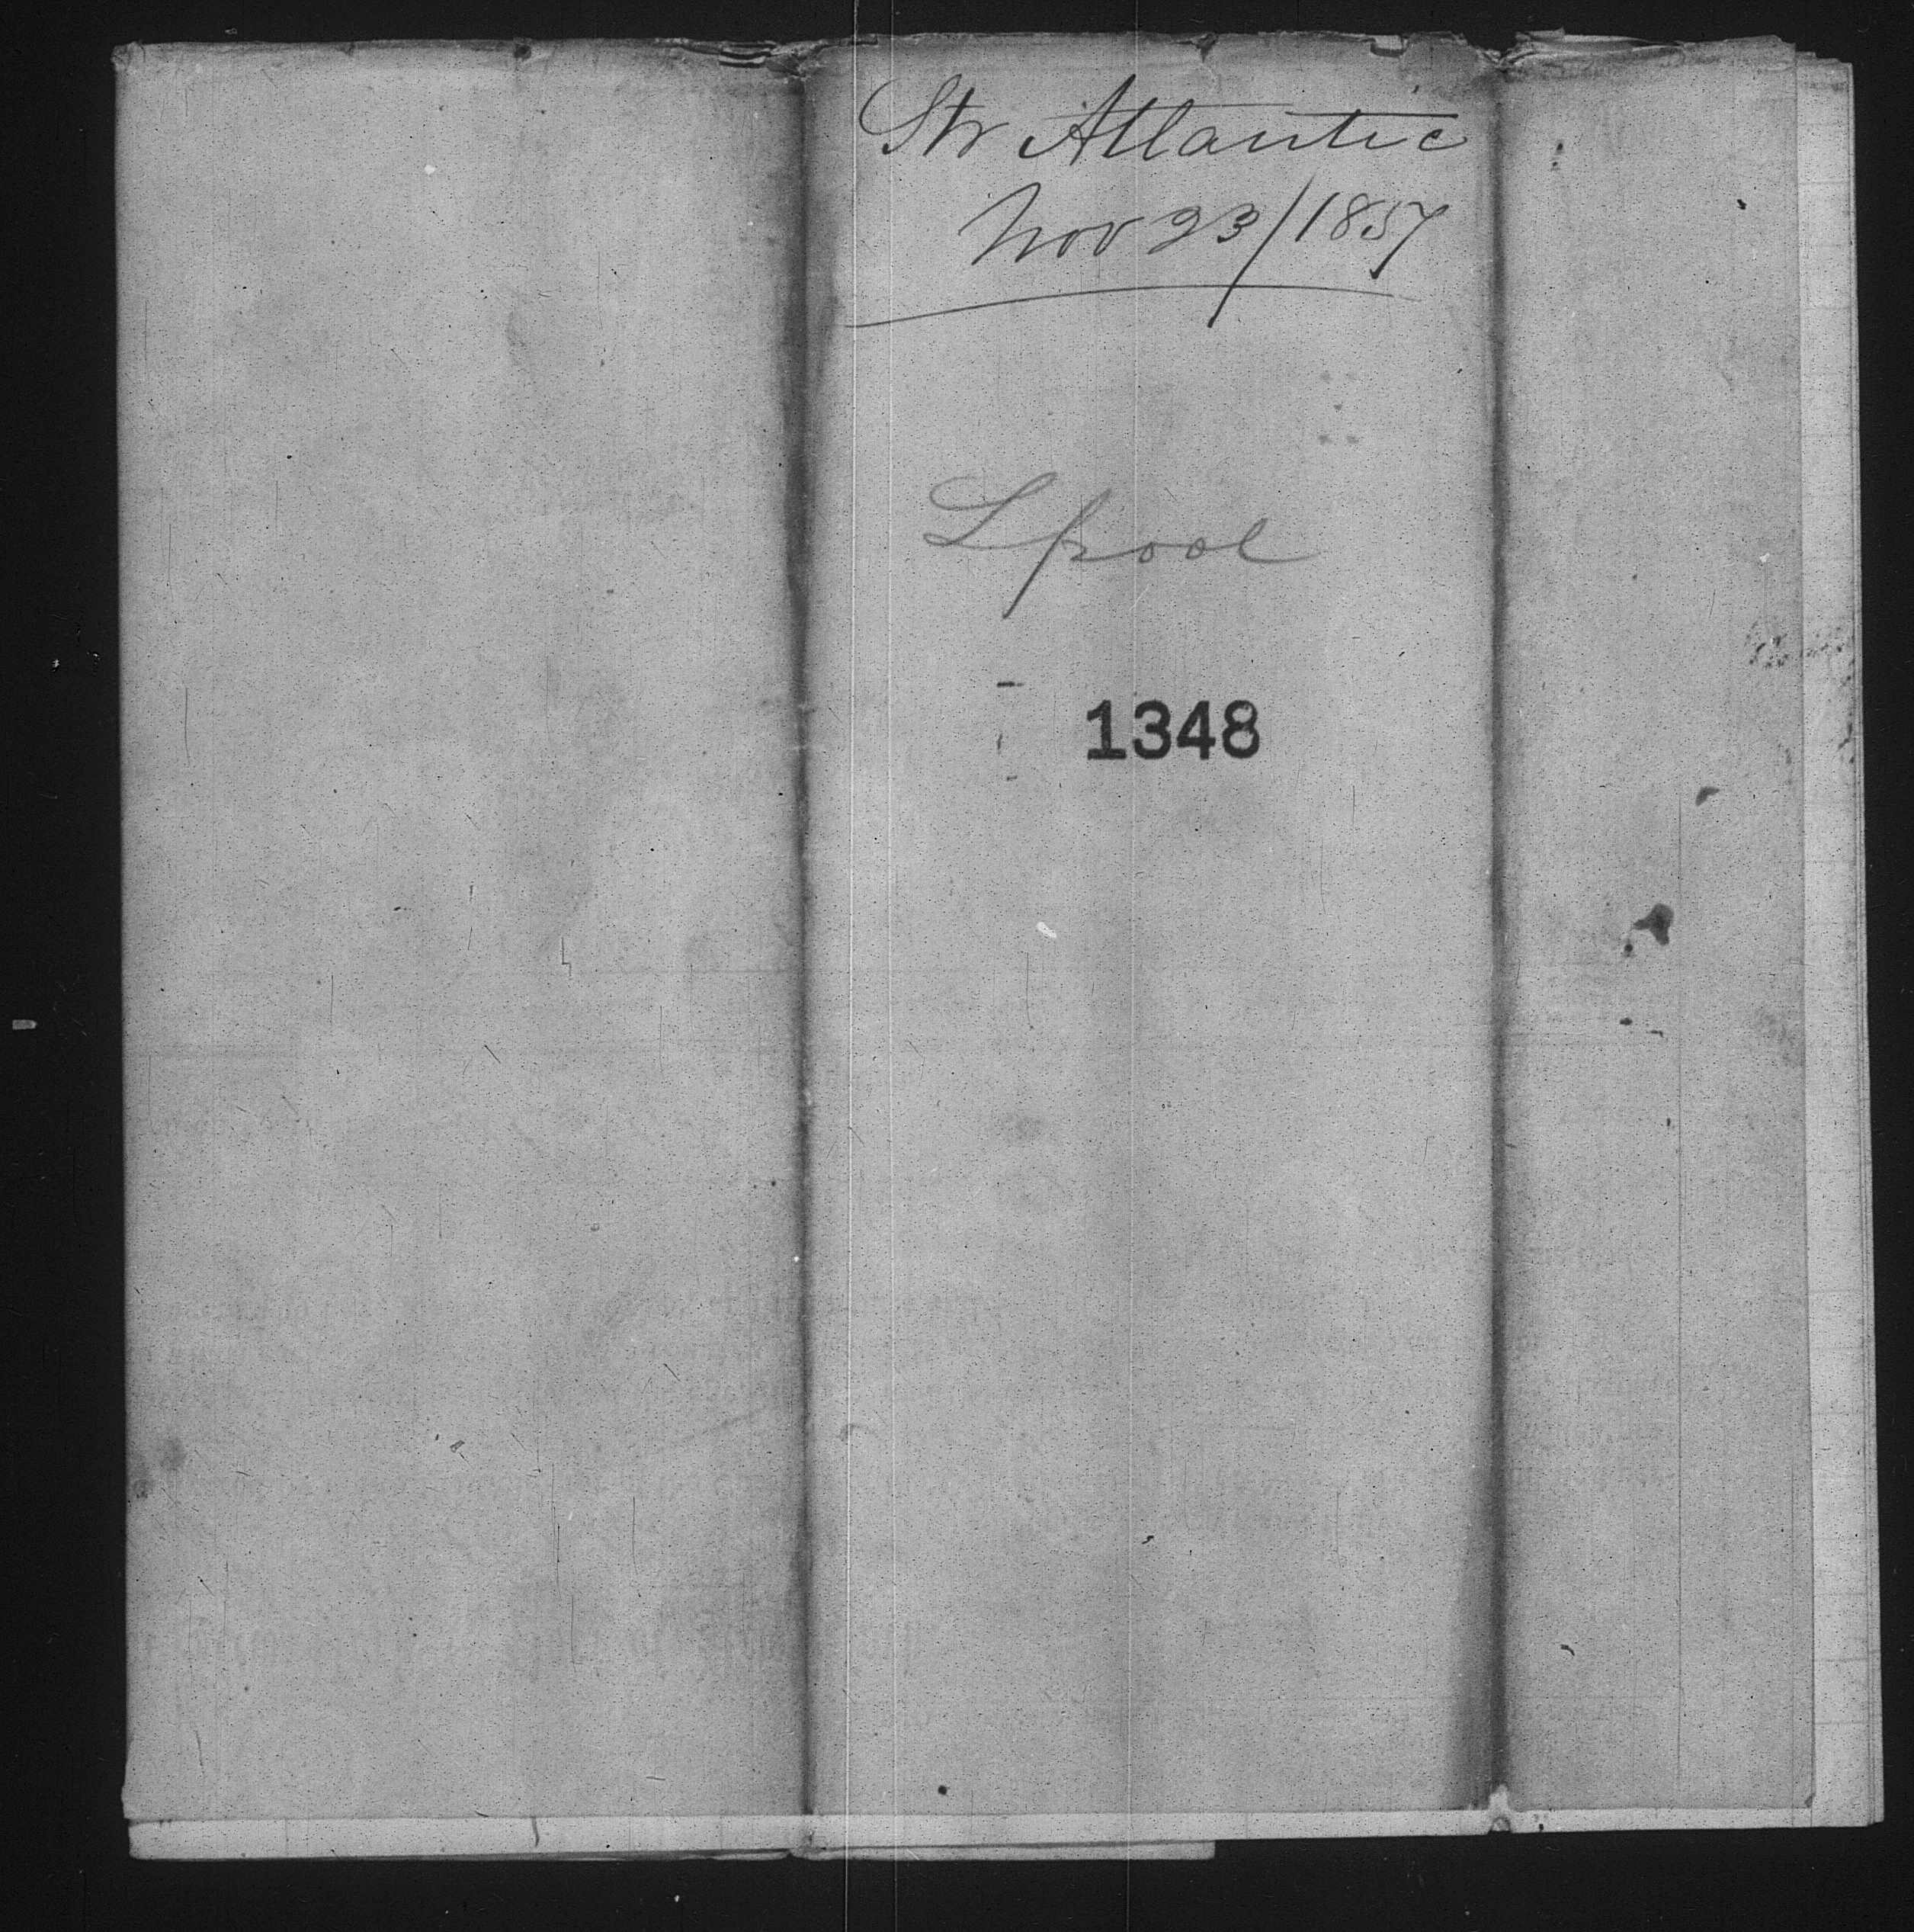 Str Atlantic
Nov 23/1857
Lpool
1348